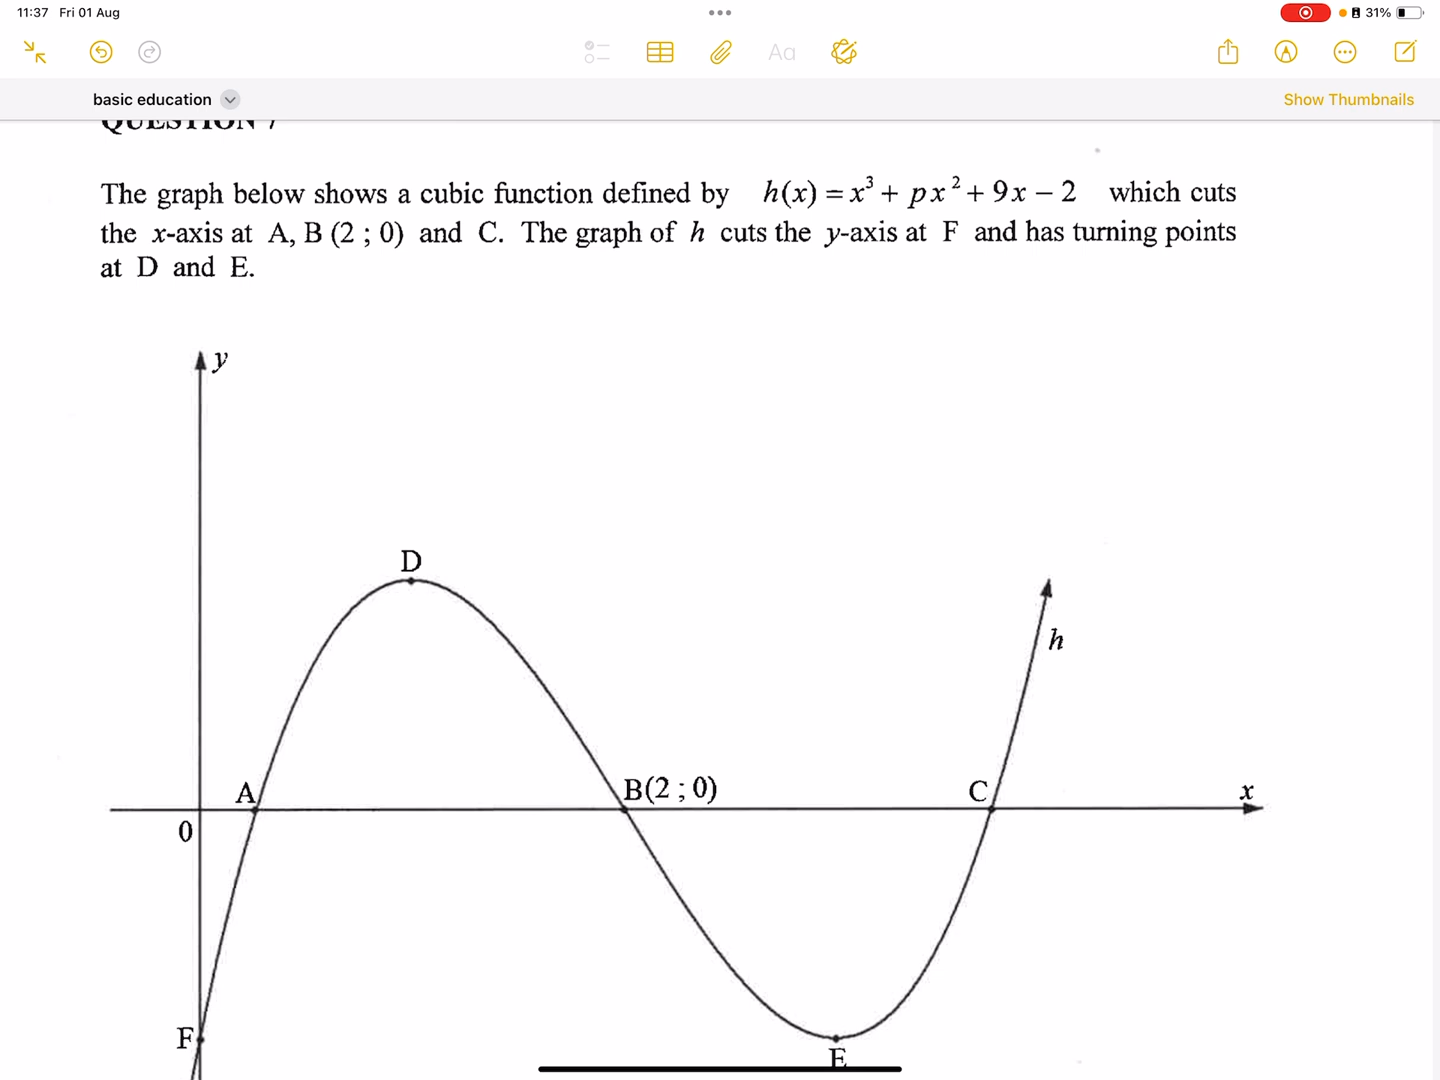 11:37 Fri 01 Aug
31%
Aa
basic education
Show Thumbnails
QUESTION 7
The graph below shows a cubic function defined by h(x) = x³ + px² + 9x − 2 which cuts
the x-axis at A, B (2 ; 0) and C. The graph of h cuts the y-axis at F and has turning points
at D and E.
y
D
h
A
B(2 ; 0)
C
x
0
F
E